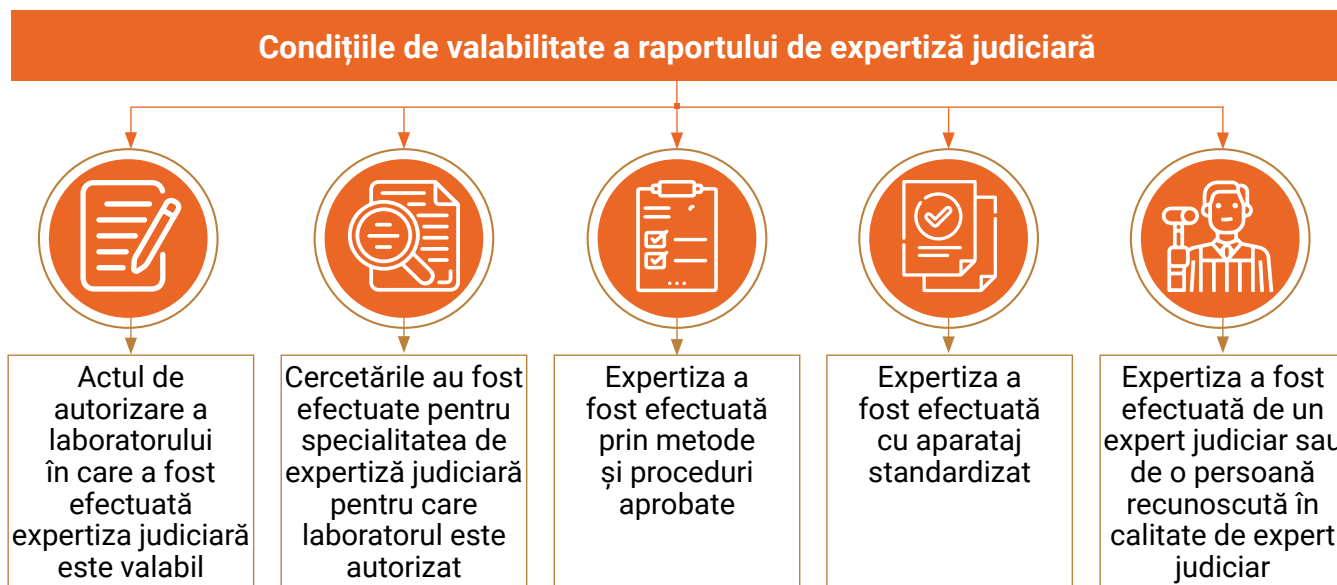 Condițiile de valabilitate a raportului de expertiză judiciară
Actul de
autorizare a
laboratorului
în care a fost
efectuată
expertiza judiciară
este valabil
Cercetările au fost
efectuate pentru
specialitatea de
expertiză judiciară
pentru care
laboratorul este
autorizat
Expertiza a
fost efectuată
prin metode
și proceduri
aprobate
Expertiza a
fost efectuată
cu aparataj
standardizat
Expertiza a fost
efectuată de un
expert judiciar sau
de o persoană
recunoscută în
calitate de expert
judiciar